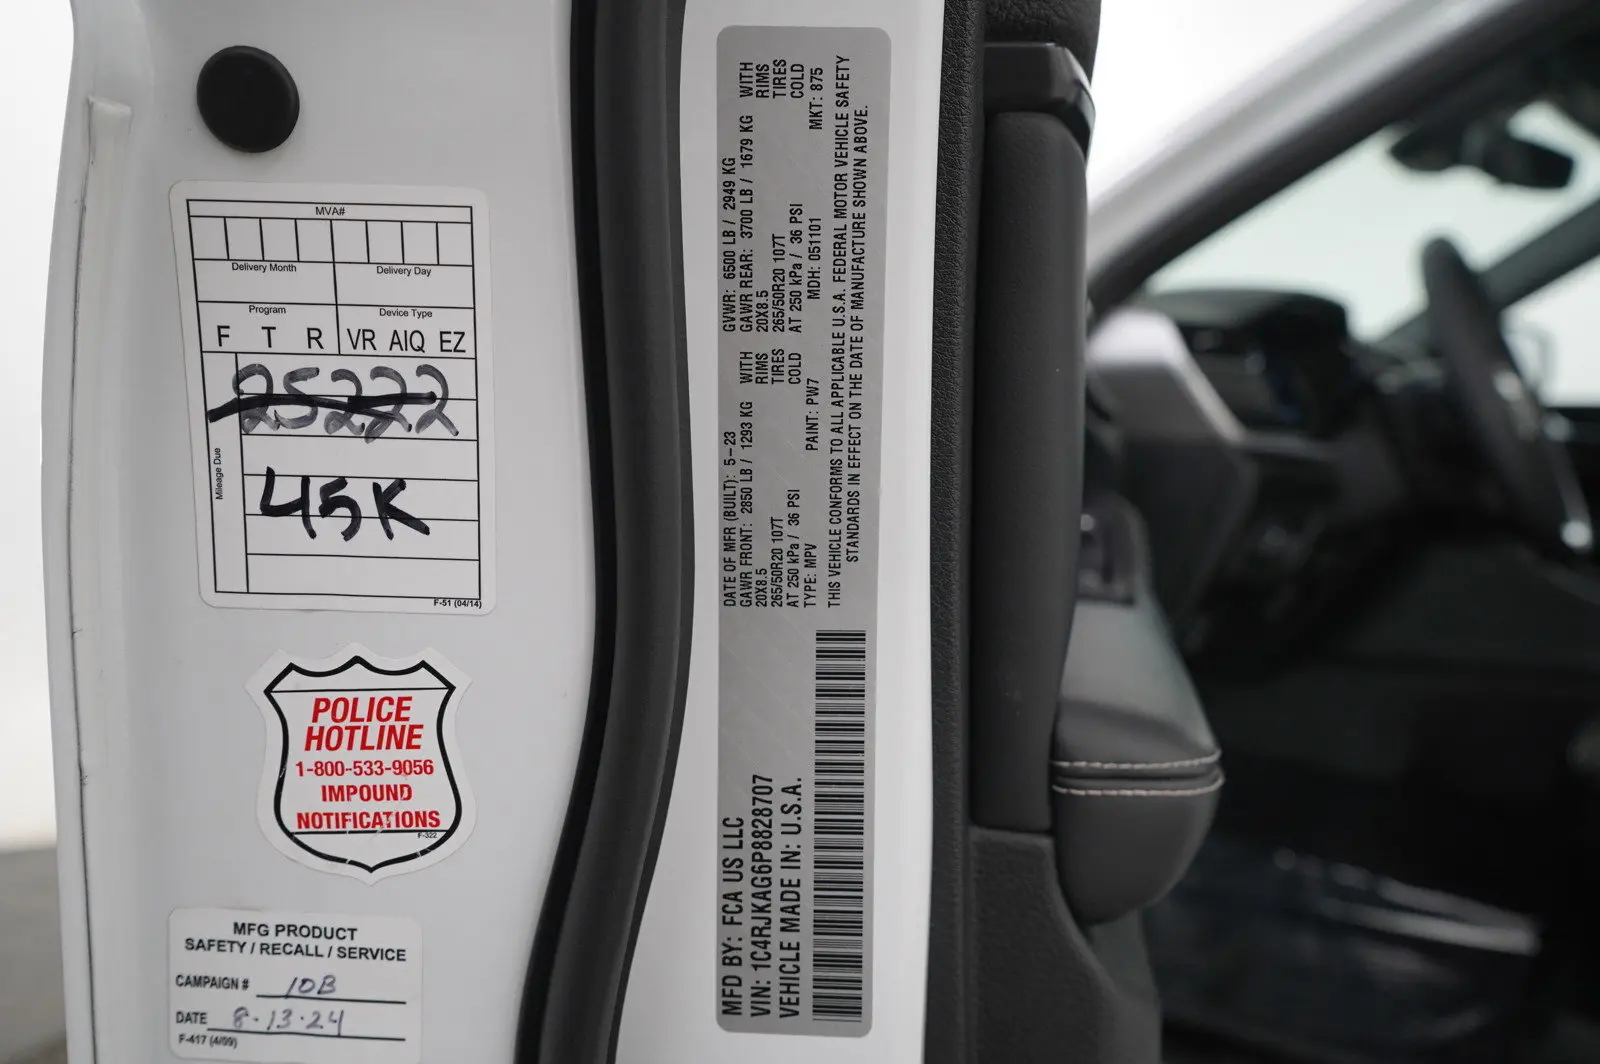 MVA#
Delivery Month
Delivery Day
Program
Device Type
F T R VR AIQ EZ
25222
Mileage Due
45K
F-51 (04/14)
POLICE
HOTLINE
1-800-533-9056
IMPOUND
NOTIFICATIONS
F-322
MFG PRODUCT
SAFETY / RECALL / SERVICE
CAMPAIGN # 10B
DATE 8-13-24
F-417 (4/09)
MFD BY: FCA US LLC
VIN: 1C4RJKAG6P8828707
VEHICLE MADE IN: U.S.A.
DATE OF MFR (BUILT): 5-23 GVWR: 6500 LB / 2949 KG
GAWR FRONT: 2850 LB / 1293 KG WITH GAWR REAR: 3700 LB / 1679 KG WITH
20X8.5 RIMS 20X8.5 RIMS
265/50R20 107T TIRES 265/50R20 107T TIRES
AT 250 kPa / 36 PSI COLD AT 250 kPa / 36 PSI COLD
TYPE: MPV PAINT: PW7 MDH: 051101 MKT: 875
THIS VEHICLE CONFORMS TO ALL APPLICABLE U.S.A. FEDERAL MOTOR VEHICLE SAFETY
STANDARDS IN EFFECT ON THE DATE OF MANUFACTURE SHOWN ABOVE.